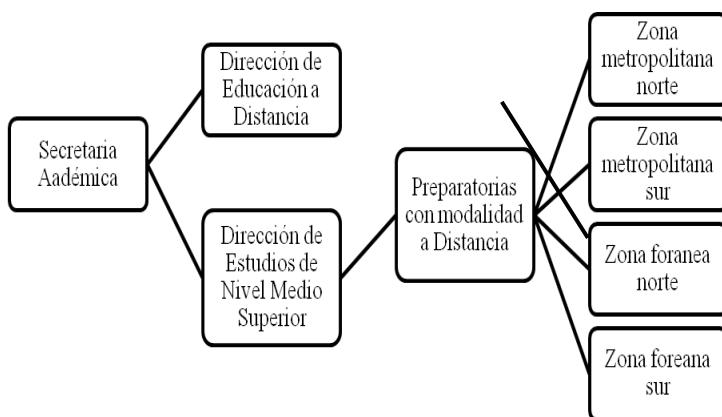 Secretaria
Aadémica
Dirección de
Educación a
Distancia
Dirección de
Estudios de
Nivel Medio
Superior
Preparatorias
con modalidad
a Distancia
Zona
metropolitana
norte
Zona
metropolitana
sur
Zona foranea
norte
Zona foreana
sur